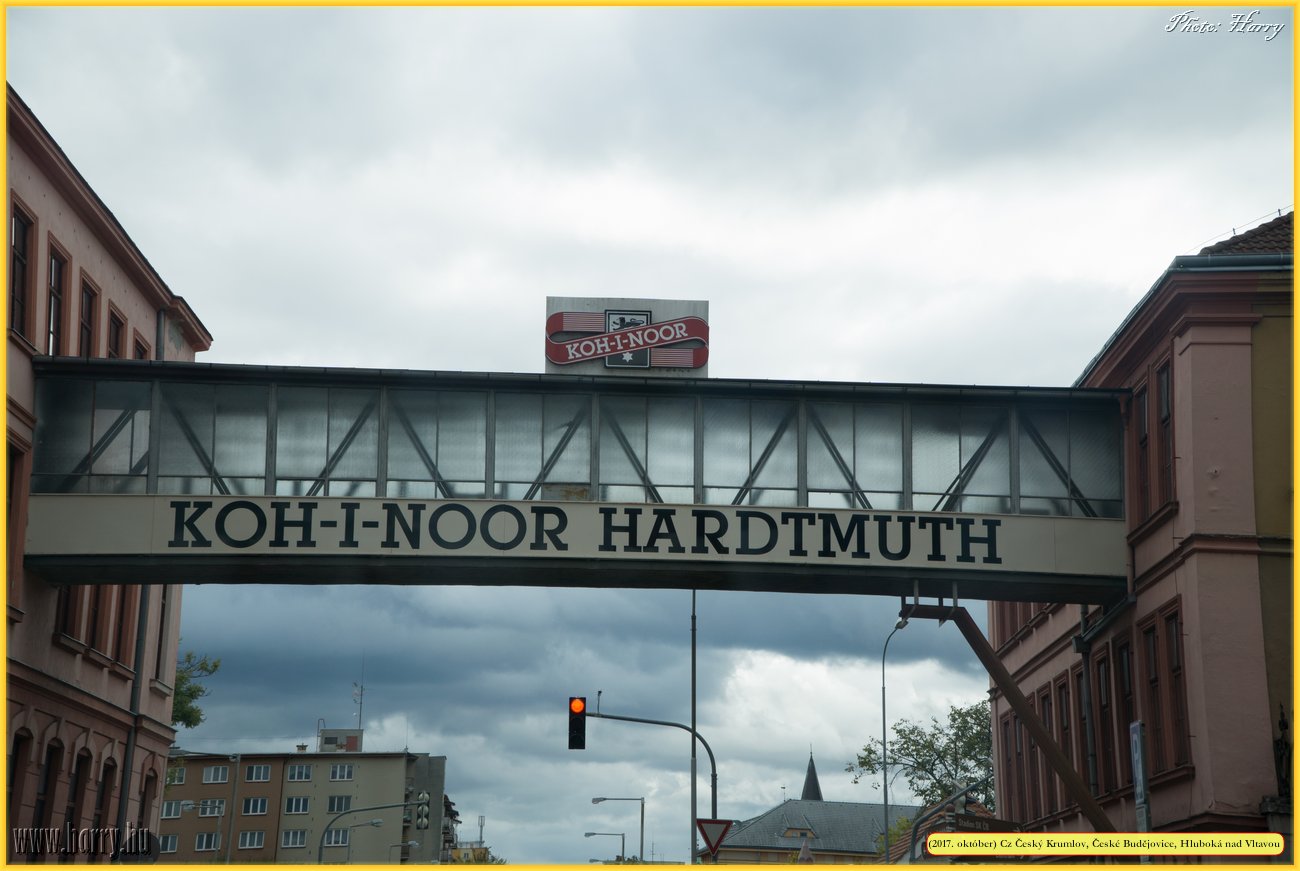 Photo: Harry
KOH-I-NOOR
KOH-I-NOOR HARDTMUTH
www.harry.hu
(2017. október) Cz Český Krumlov, České Budějovice, Hluboká nad Vltavou